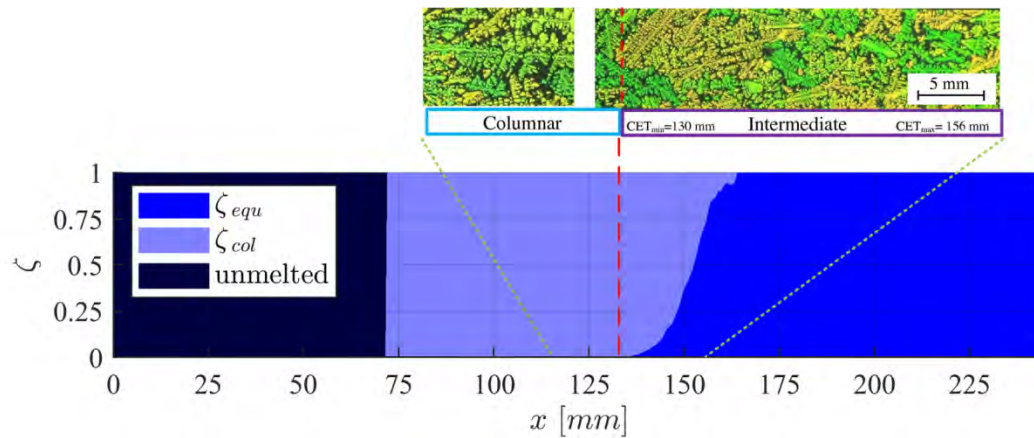 5 mm
Columnar
CETmin=130 mm
Intermediate
CETmax= 156 mm
1
0.75
0.5
0.25
0
ζ
ζequ
ζcol
unmelted
0 25 50 75 100 125 150 175 200 225
x [mm]